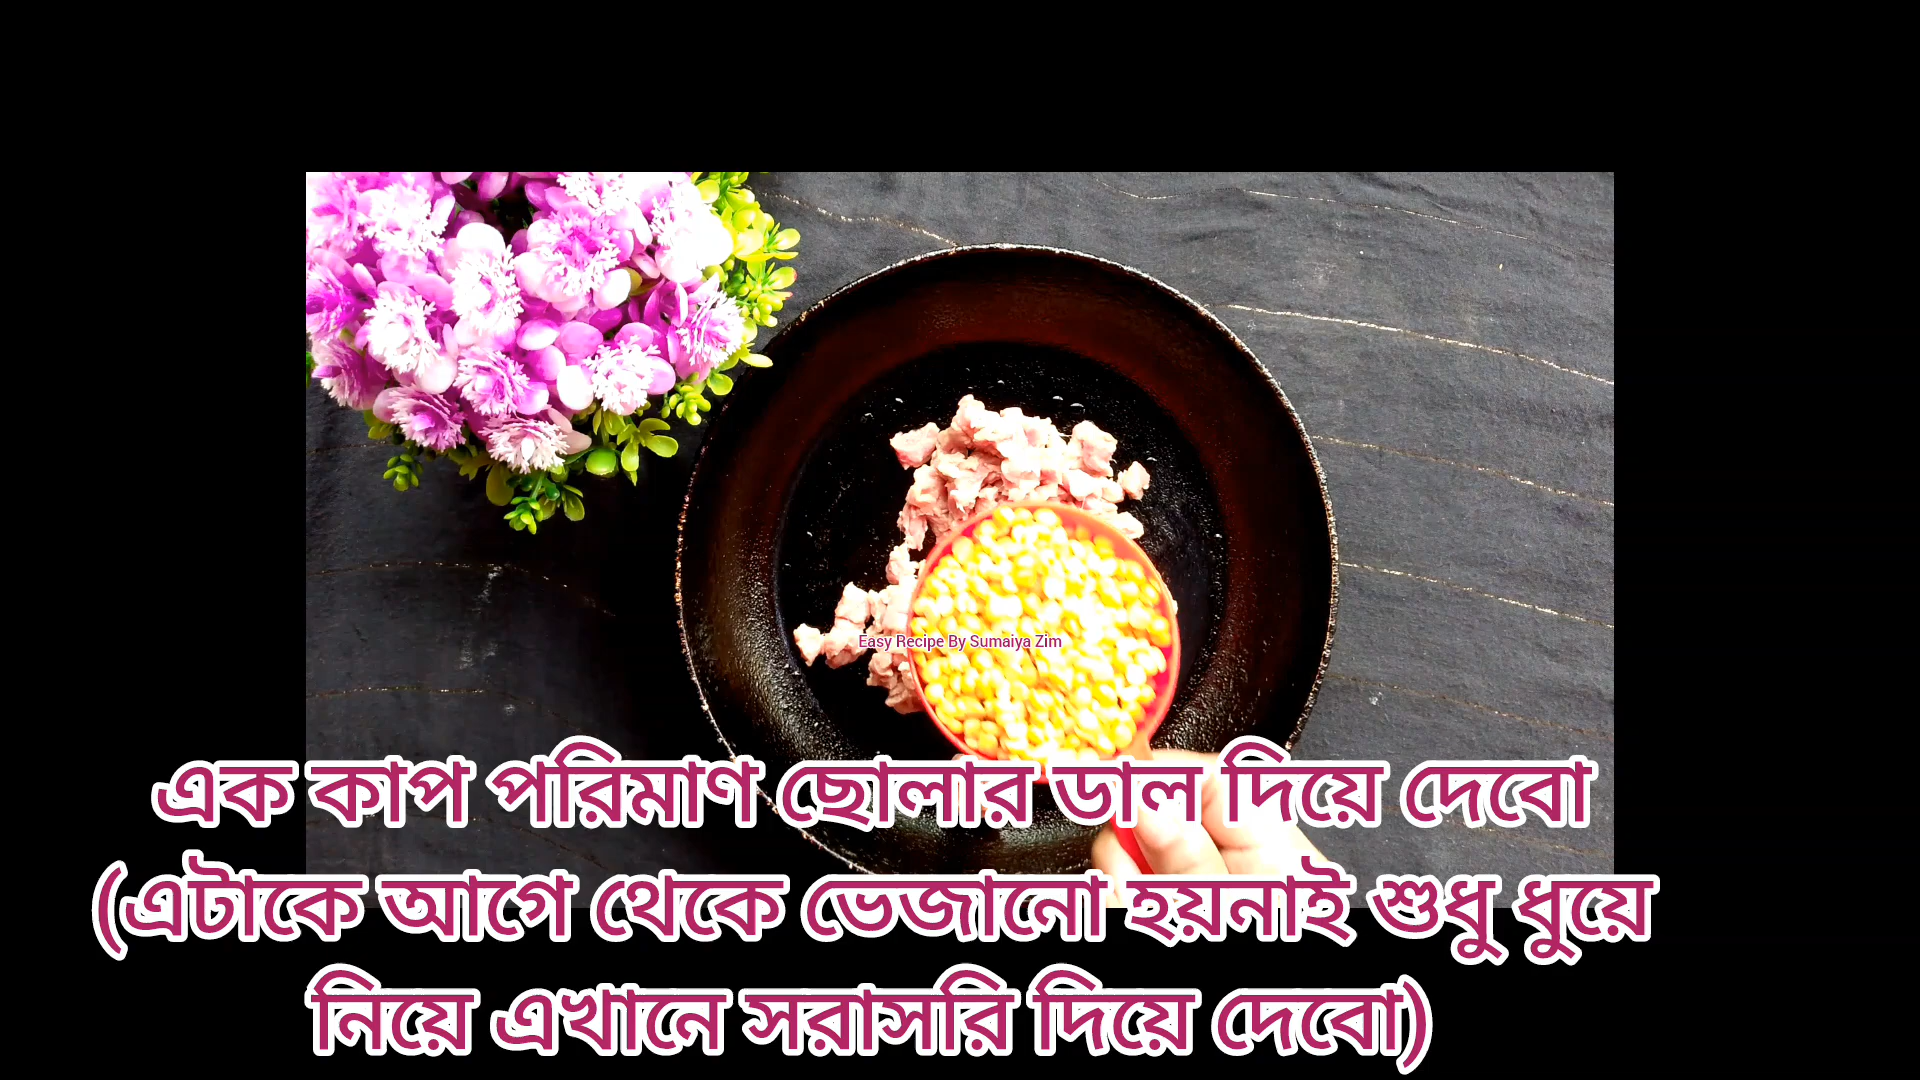 Easy Recipe By Sumaiya Zim
এক কাপ পরিমাণ ছোলার ডাল দিয়ে দেবো
(এটাকে আগে থেকে ভেজানো হয়নাই শুধু ধুয়ে
নিয়ে এখানে সরাসরি দিয়ে দেবো)